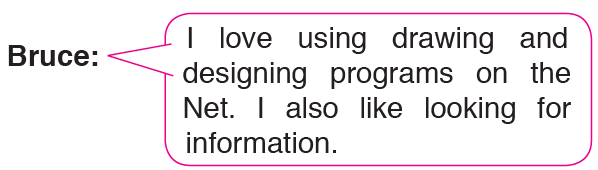 Bruce:
I love using drawing and
designing programs on the
Net. I also like looking for
information.